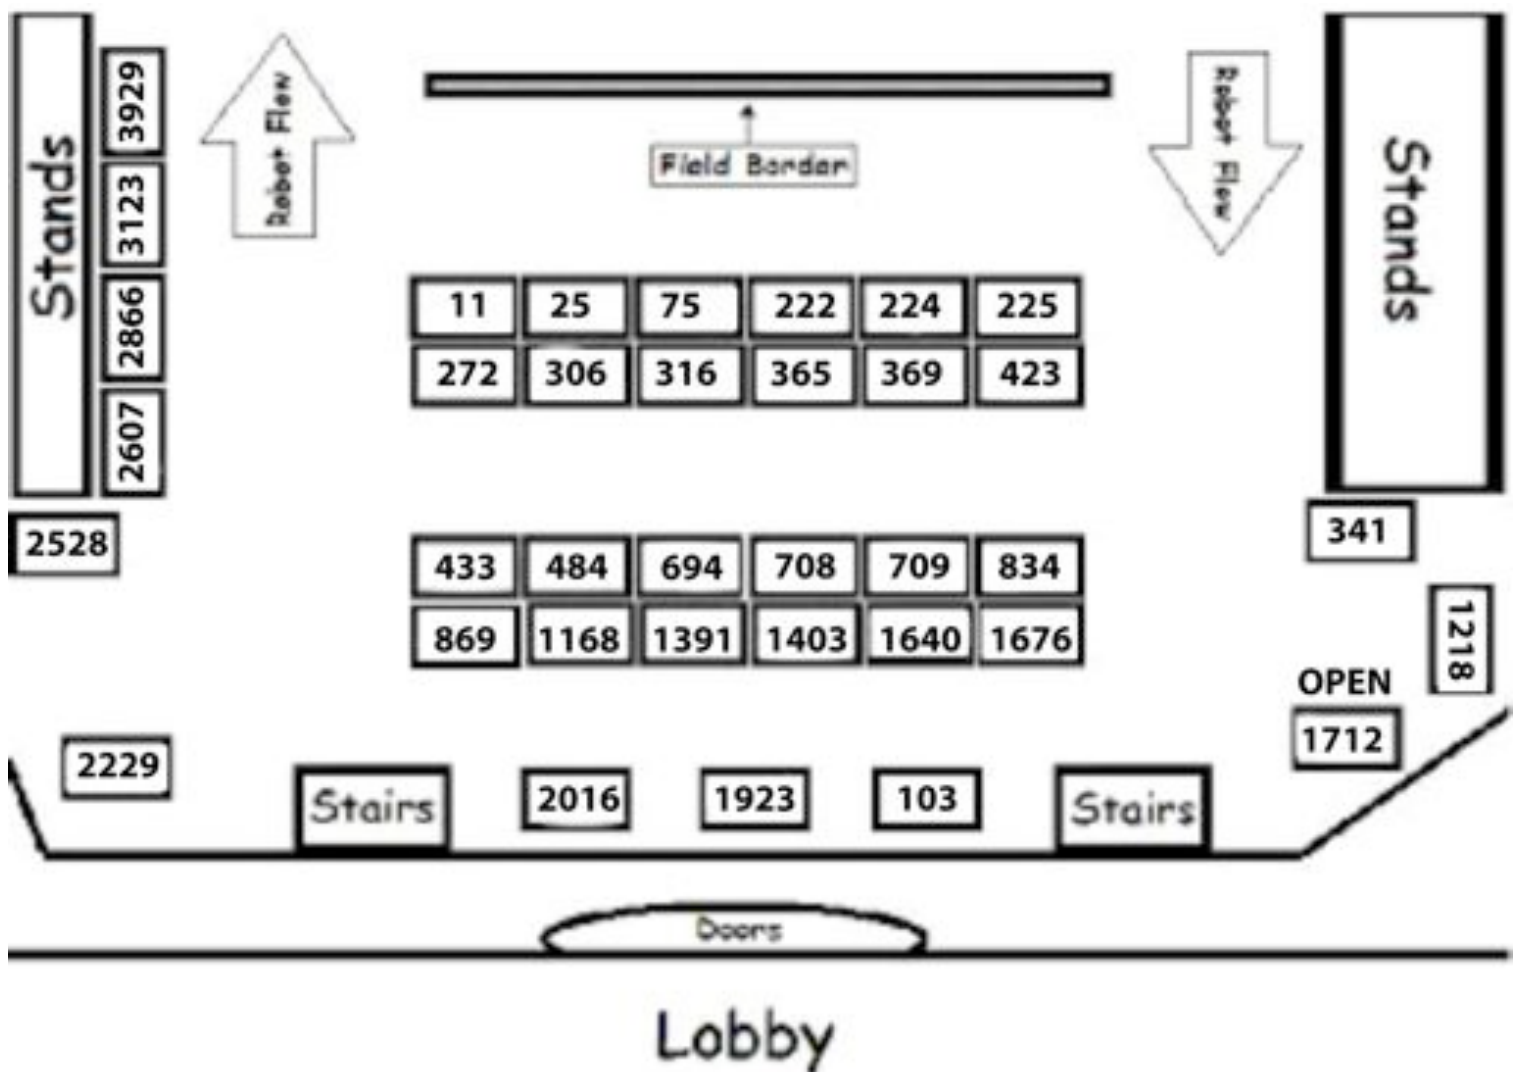 Stands
3929
3123
2866
2607
Robot Flow
Field Border
Robot Flow
Stands
11 25 75 222 224 225
272 306 316 365 369 423
2528
341
433 484 694 708 709 834
869 1168 1391 1403 1640 1676
1218
OPEN
1712
2229
Stairs
2016 1923 103
Stairs
Doors
Lobby